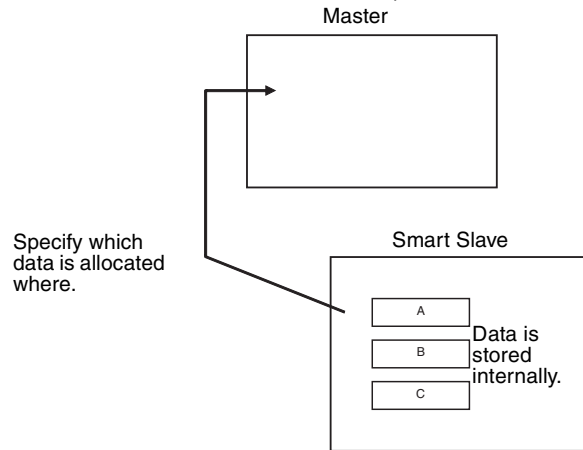 Master
Specify which
data is allocated
where.
Smart Slave
A
B
C
Data is
stored
internally.